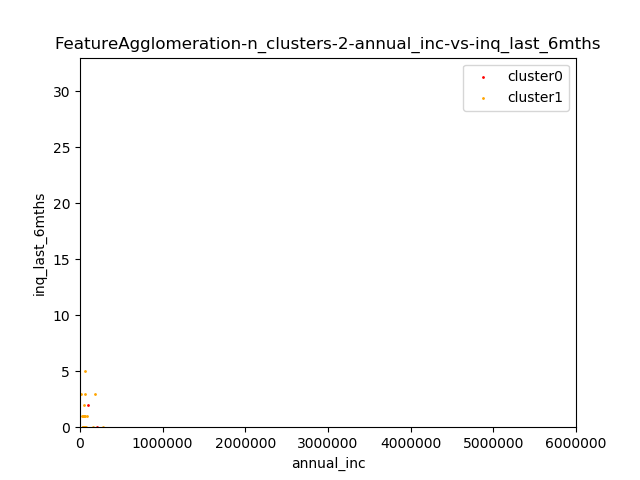 FeatureAgglomeration-n_clusters-2-annual_inc-vs-inq_last_6mths
cluster0
cluster1
30
25
20
15
10
5
0
inq_last_6mths
0 1000000 2000000 3000000 4000000 5000000 6000000
annual_inc